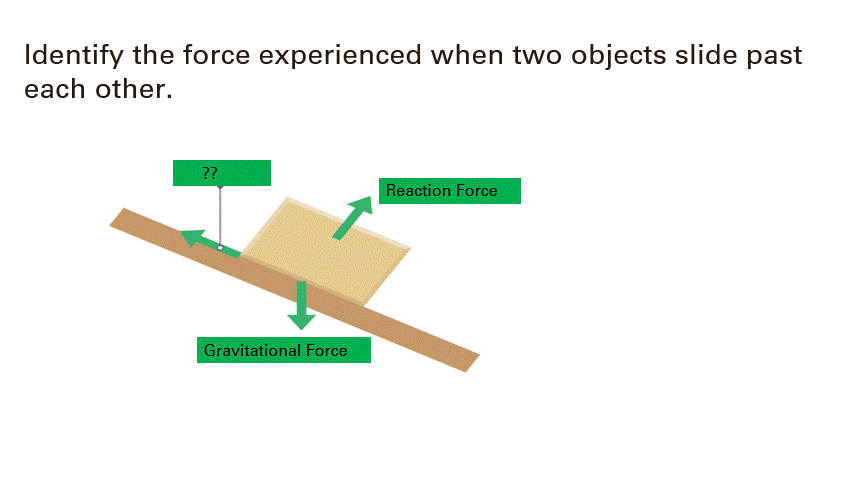 Identify the force experienced when two objects slide past
each other.
??
Reaction Force
Gravitational Force